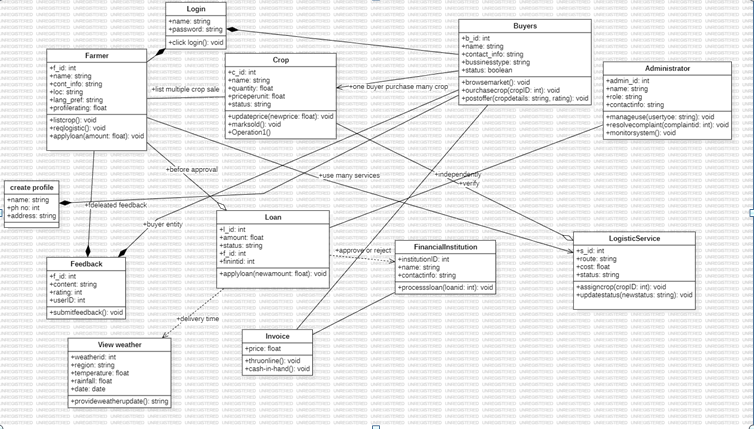 Login
+name: string
+password: string
+click login(): void
Farmer
+f_id: int
+name: string
+cont_info: string
+loc: string
+lang_pref: string
+profilerating: float
+listcrop(): void
+reqlogistic(): void
+applyloan(amount: float): void
Crop
+c_id: int
+name: string
+quantity: float
+priceperunit: float
+status: string
+updateprice(newprice: float): void
+marksold(): void
+Operation1()
Buyers
+b_id: int
+name: string
+contact_info: string
+bussinesstype: string
+status: boolean
+browsemarket(): void
+ourchasecrop(cropID: int): void
+postoffer(cropdetails: string, rating): void
Administrator
+admin_id: int
+name: string
+role: string
+contactinfo: string
+manageuse(usertyoe: string): void
+resolvecomplaint(complaintid: int): void
+monitorsystem(): void
+list multiple crop sale
+one buyer purchase many crop
+before approval
+use many services
+independently
+verify
create profile
+name: string
+ph no: int
+address: string
+fdeleated feedback
+buyer entity
Loan
+l_id: int
+amount: float
+status: string
+f_id: int
+finintid: int
+applyloan(newamount: float): void
+approve or reject
FinancialInstitution
+institutionID: int
+name: string
+contactinfo: string
+processsloan(loanid: int): void
LogisticService
+s_id: int
+route: string
+cost: float
+status: string
+assigncrop(cropID: int): void
+updatestatus(newstatus: string): void
Feedback
+f_id: int
+content: string
+rating: int
+userID: int
+submitfeedback(): void
+delivery time
Invoice
+price: float
+thruonline(): void
+cash-in-hand(): void
View weather
+weatherid: int
+region: string
+temperature: float
+rainfall: float
+date: date
+provideweatherupdate(): string